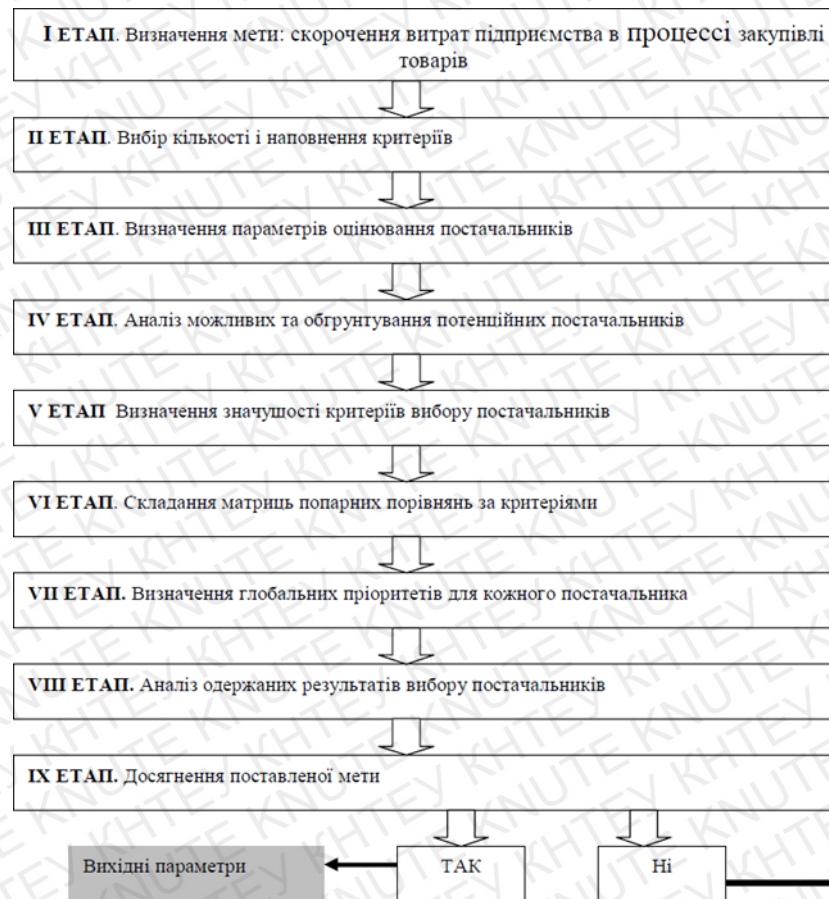 I ЕТАП. Визначення мети: скорочення витрат підприємства в процессі закупівлі
товарів
II ЕТАП. Вибір кількості і наповнення критеріїв
III ЕТАП. Визначення параметрів оцінювання постачальників
IV ЕТАП. Аналіз можливих та обгрунтування потенційних постачальників
V ЕТАП Визначення значущості критеріїв вибору постачальників
VI ЕТАП. Складання матриць попарних порівнянь за критеріями
VII ЕТАП. Визначення глобальних пріоритетів для кожного постачальника
VIII ЕТАП. Аналіз одержаних результатів вибору постачальників
IX ЕТАП. Досягнення поставленої мети
Вихідні параметри
ТАК
Ні